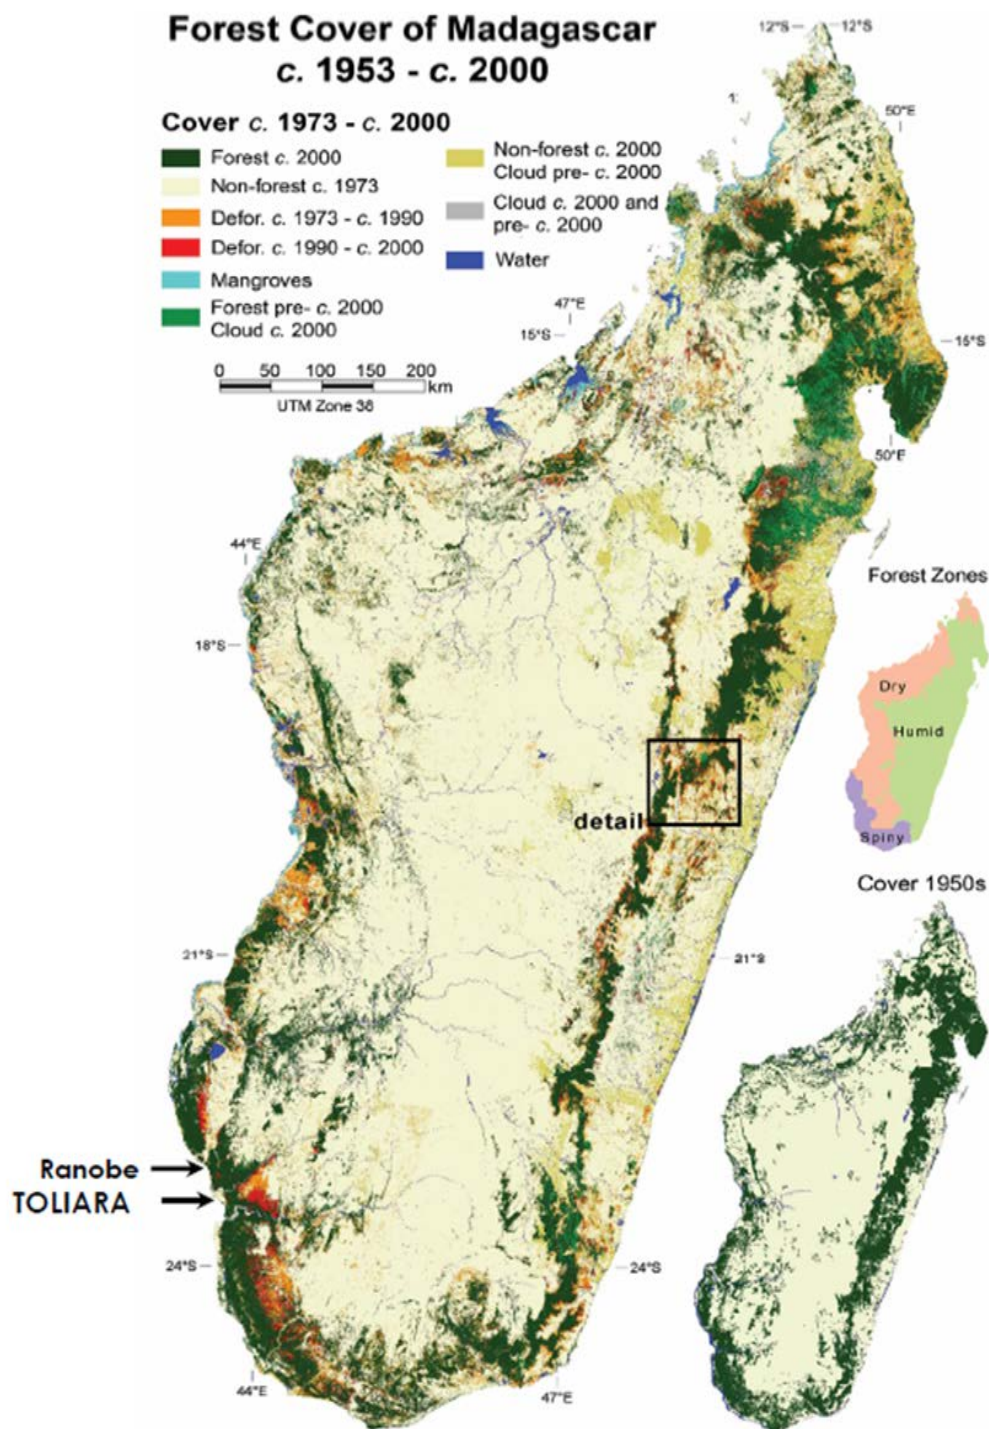 Forest Cover of Madagascar
c. 1953 - c. 2000
Cover c. 1973 - c. 2000
Forest c. 2000
Non-forest c. 1973
Defor. c. 1973 - c. 1990
Defor. c. 1990 - c. 2000
Mangroves
Forest pre- c. 2000
Cloud c. 2000
Non-forest c. 2000
Cloud pre- c. 2000
Cloud c. 2000 and
pre- c. 2000
Water
0 50 100 150 200
km
UTM Zone 38
12°S
12°S
50°E
47°E
15°S
15°S
50°E
44°E
18°S
detail
21°S
21°S
Ranobe
TOLIARA
24°S
24°S
44°E
47°E
Forest Zones
Dry
Humid
Spiny
Cover 1950s